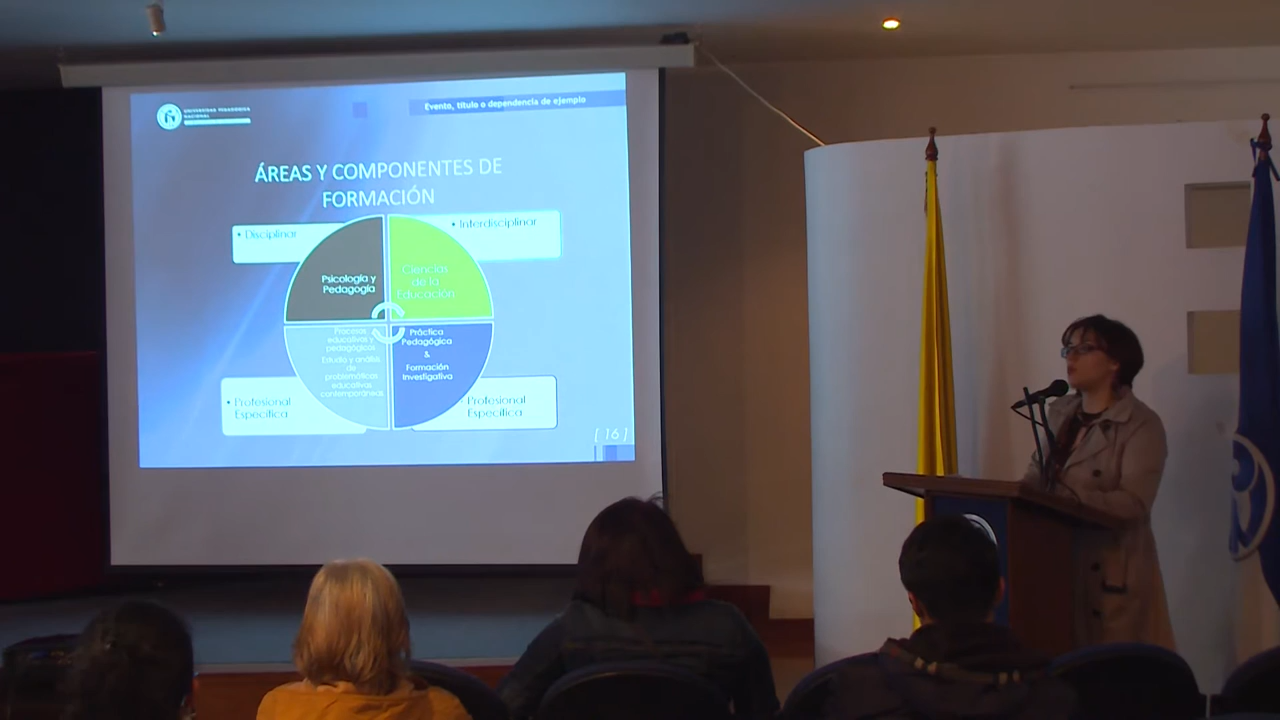 UNIVERSIDAD PEDAGOGICA
NACIONAL
Evento, título o dependencia de ejemplo
ÁREAS Y COMPONENTES DE
FORMACIÓN
• Disciplinar
• Interdisciplinar
Psicología y
Pedagogía
Ciencias
de la
Educación
Procesos
educativos y
pedagógicos
Estudio y análisis
de
problemáticas
educativas
contemporáneas
Práctica
Pedagógica
&
Formación
Investigativa
• Profesional
Específica
Profesional
Específica
[ 16 ]